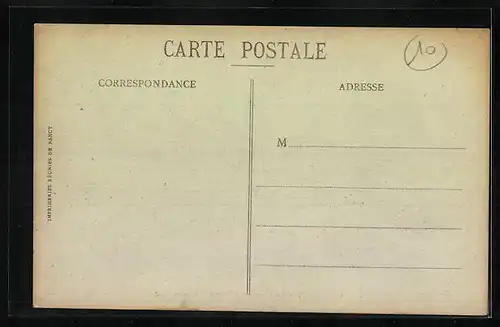 CARTE POSTALE
10
CORRESPONDANCE
ADRESSE
M
IMPRIMERIES RÉUNIES DE NANCY